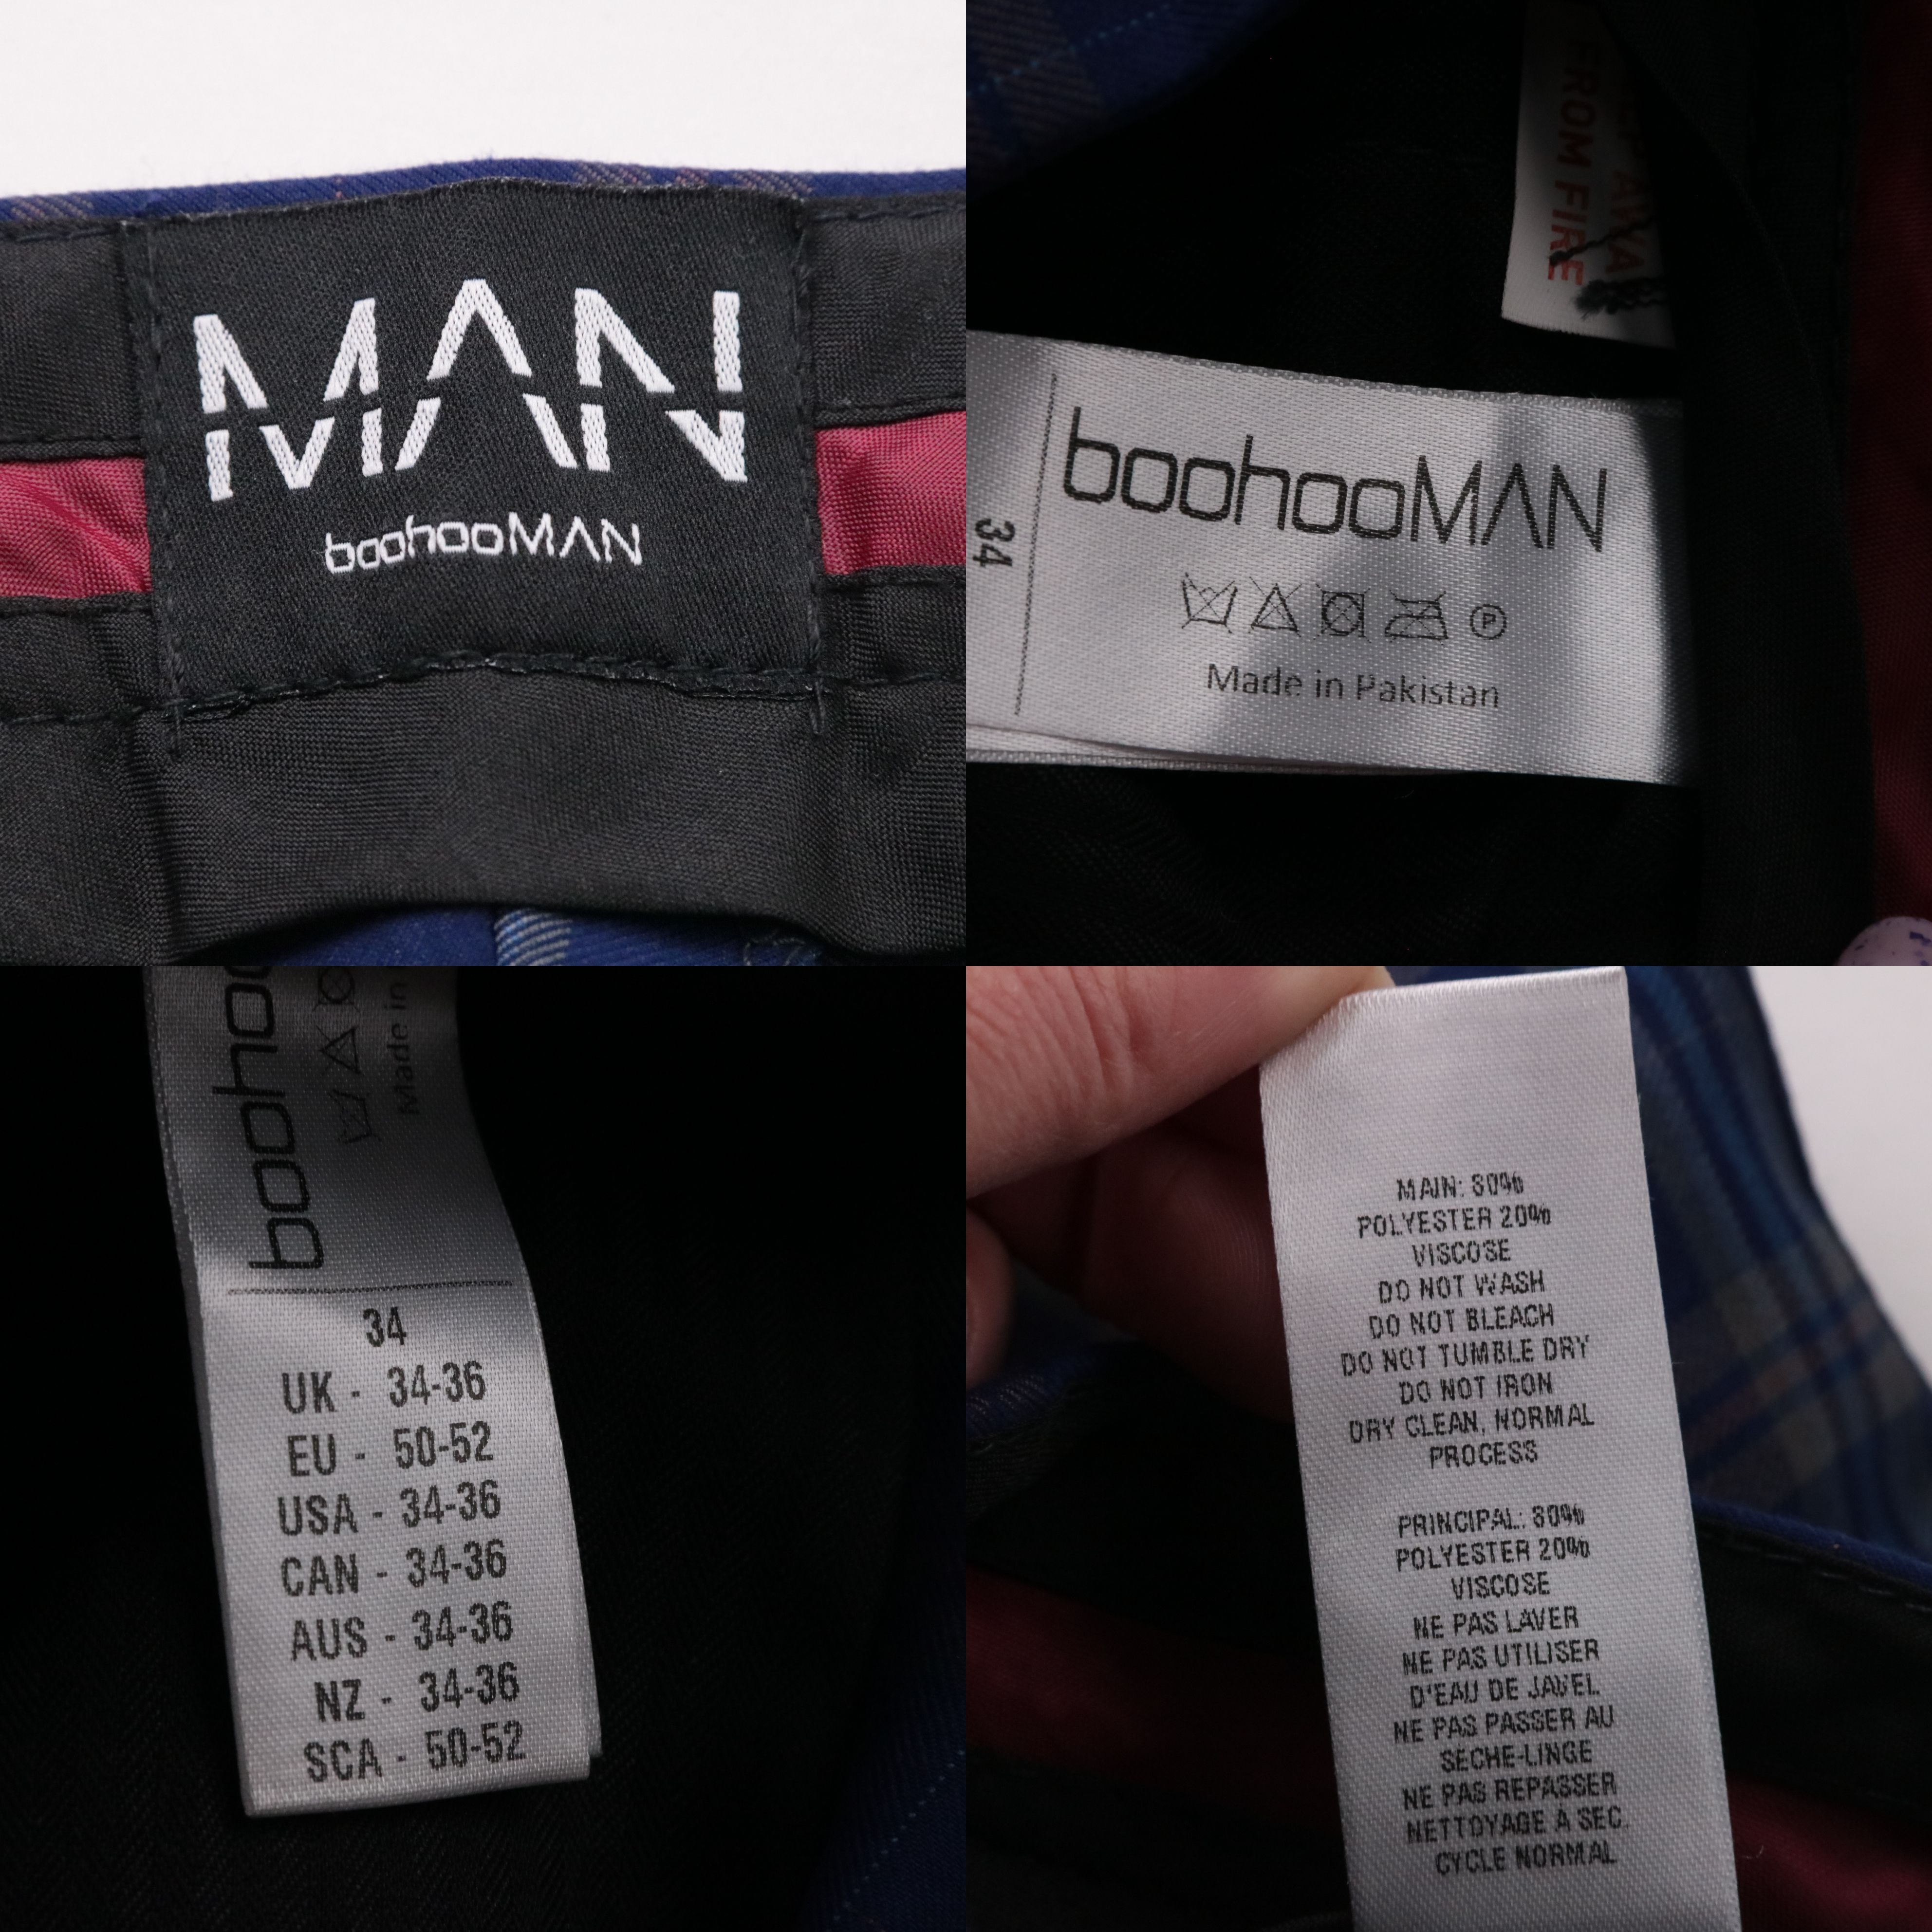 MAN
boohooMAN
FROM FIRE
boohooMAN
34
P
Made in Pakistan
boohoo
Made in
34
UK - 34-36
EU - 50-52
USA - 34-36
CAN - 34-36
AUS - 34-36
NZ - 34-36
SCA - 50-52
MAIN: 80%
POLYESTER 20%
VISCOSE
DO NOT WASH
DO NOT BLEACH
DO NOT TUMBLE DRY
DO NOT IRON
DRY CLEAN, NORMAL
PROCESS
PRINCIPAL: 80%
POLYESTER 20%
VISCOSE
NE PAS LAVER
NE PAS UTILISER
D'EAU DE JAVEL
NE PAS PASSER AU
SECHE-LINGE
NE PAS REPASSER
NETTOYAGE À SEC
CYCLE NORMAL